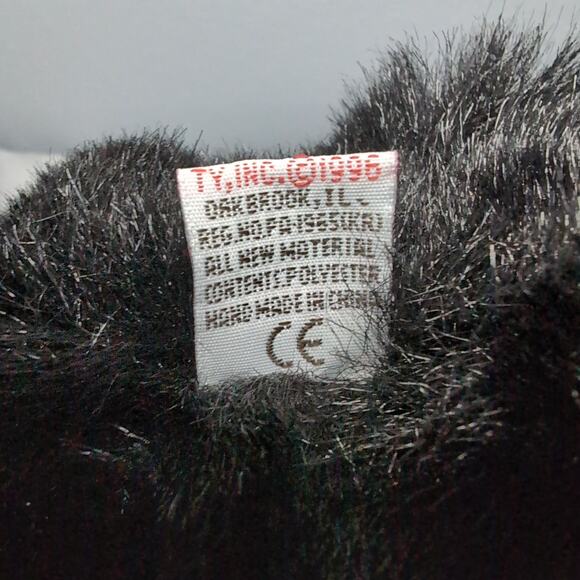 TY, INC. ©1996
OAKBROOK, IL.
REG. NO. PA-1965(KR)
ALL NEW MATERIAL
CONTENT: POLYESTER
HAND MADE IN CHINA
CE